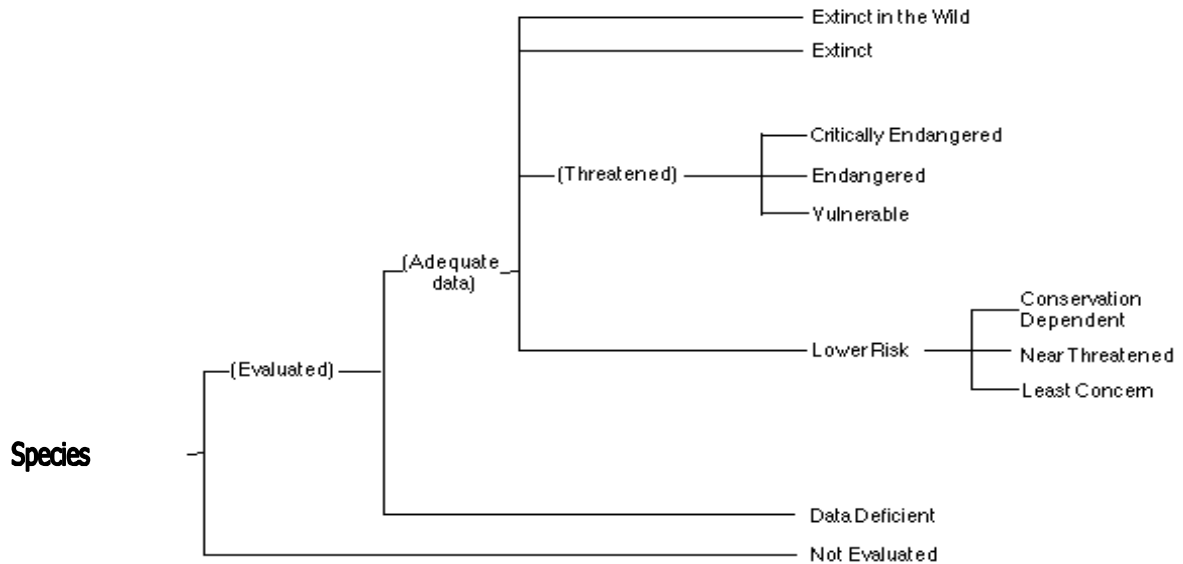 Extinct in the Wild
Extinct
Critically Endangered
(Threatened)
Endangered
Vulnerable
(Adequate
data)
Conservation
Dependent
Lower Risk
Near Threatened
Least Concern
(Evaluated)
Species
Data Deficient
Not Evaluated